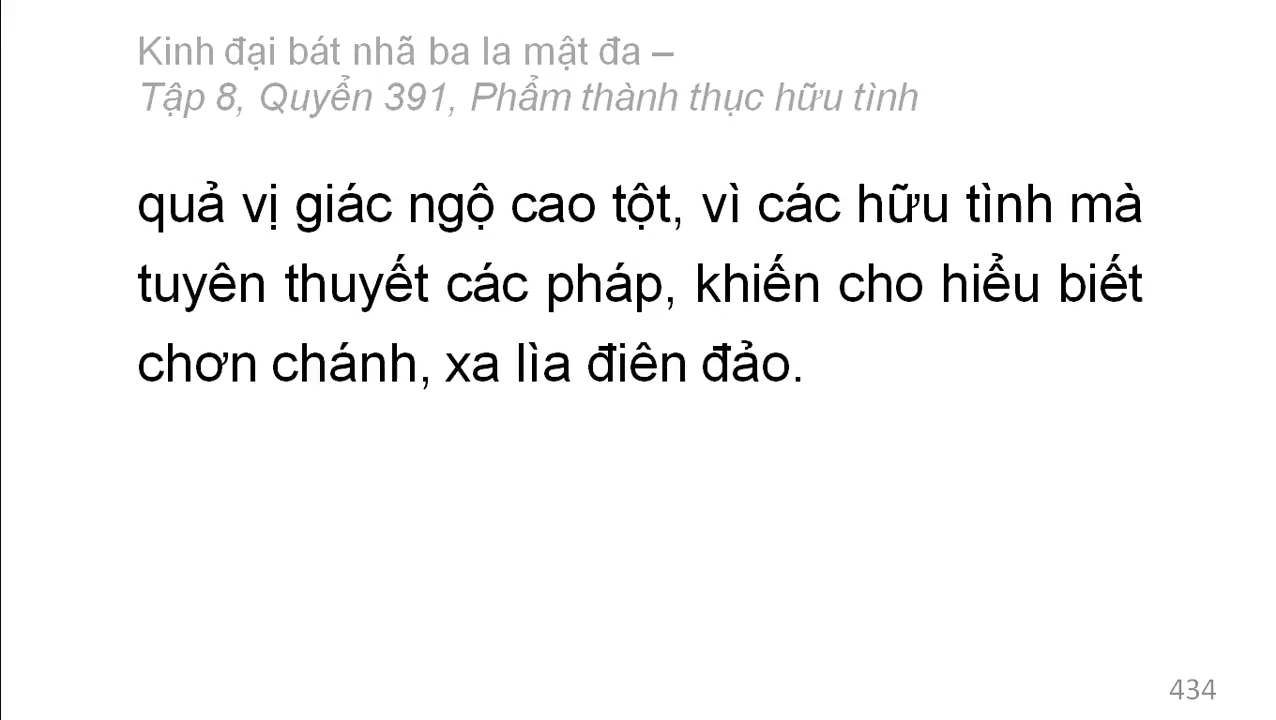 Kinh đại bát nhã ba la mật đa –
Tập 8, Quyển 391, Phẩm thành thục hữu tình
quả vị giác ngộ cao tột, vì các hữu tình mà
tuyên thuyết các pháp, khiến cho hiểu biết
chơn chánh, xa lìa điên đảo.
434